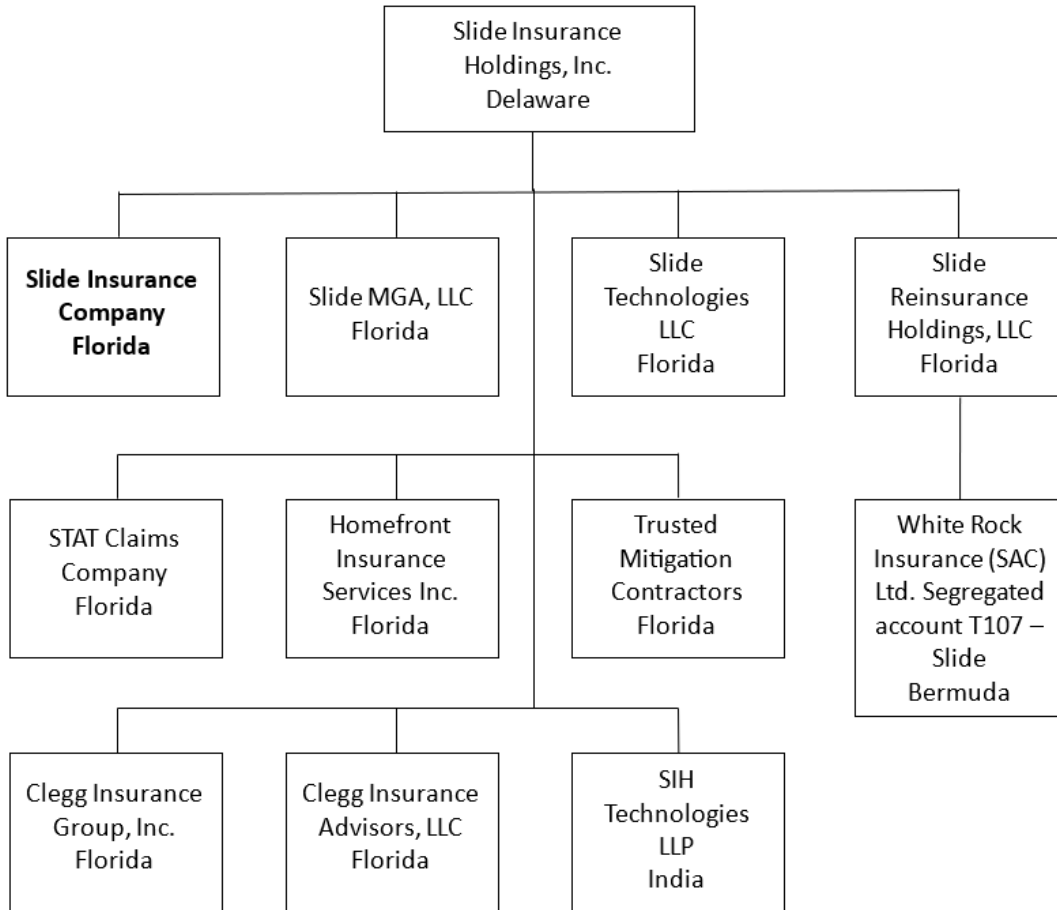 Slide Insurance
Holdings, Inc.
Delaware
Slide Insurance
Company
Florida
Slide MGA, LLC
Florida
Slide
Technologies
LLC
Florida
Slide
Reinsurance
Holdings, LLC
Florida
STAT Claims
Company
Florida
Homefront
Insurance
Services Inc.
Florida
Trusted
Mitigation
Contractors
Florida
White Rock
Insurance (SAC)
Ltd. Segregated
account T107 –
Slide
Bermuda
Clegg Insurance
Group, Inc.
Florida
Clegg Insurance
Advisors, LLC
Florida
SIH
Technologies
LLP
India